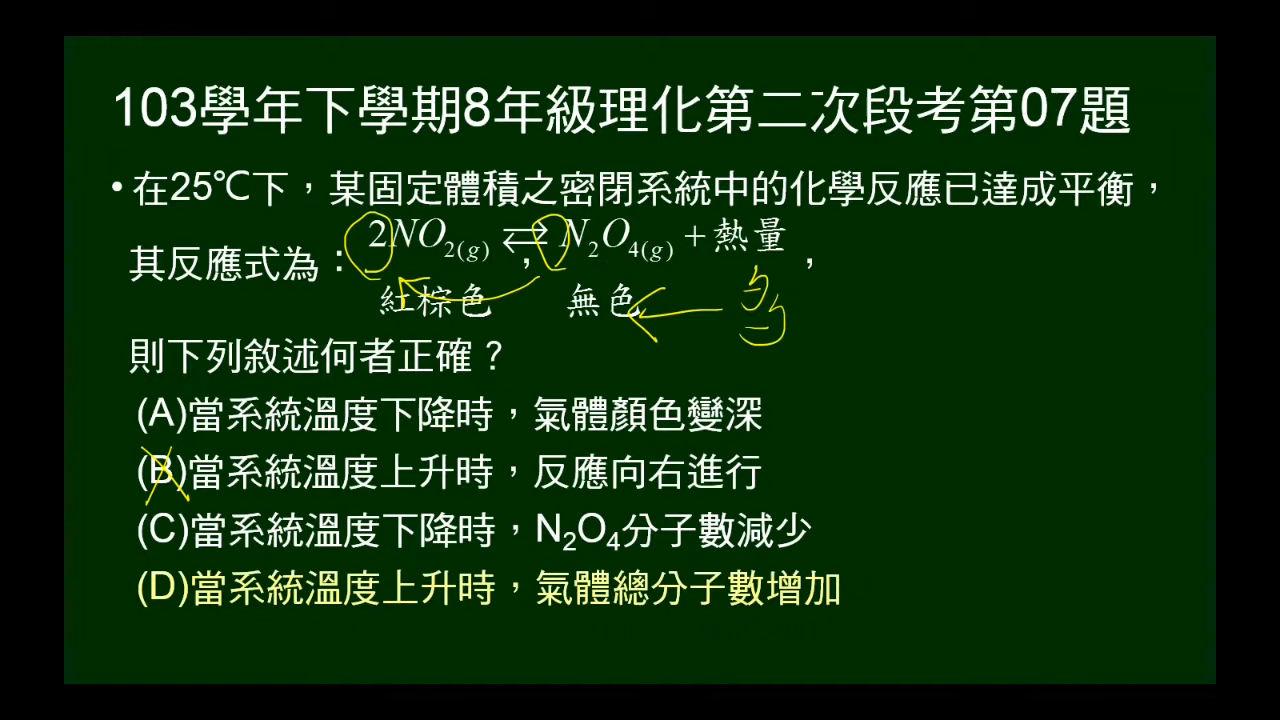 103學年下學期8年級理化第二次段考第07題
• 在25℃下，某固定體積之密閉系統中的化學反應已達成平衡，
其反應式為： 2NO2(g) ⇄ N2O4(g) + 熱量 ，
紅棕色 ， 無色
則下列敘述何者正確？
(A)當系統溫度下降時，氣體顏色變深
(B)當系統溫度上升時，反應向右進行
(C)當系統溫度下降時，N2O4分子數減少
(D)當系統溫度上升時，氣體總分子數增加